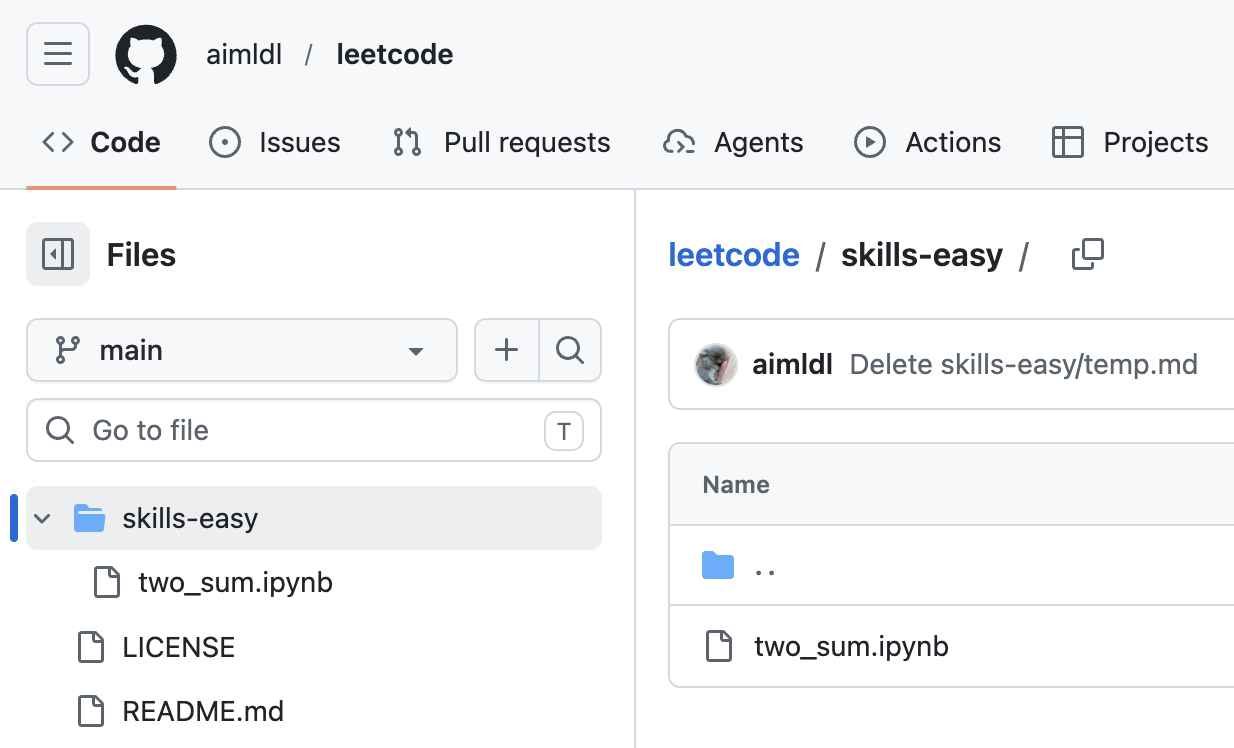 aimldl / leetcode
Code Issues Pull requests Agents Actions Projects
Files
main
Go to file T
skills-easy
two_sum.ipynb
LICENSE
README.md
leetcode / skills-easy /
aimldl Delete skills-easy/temp.md
Name
..
two_sum.ipynb